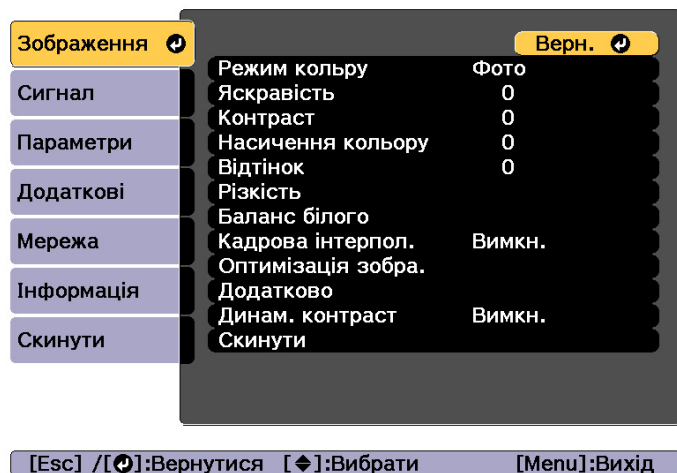 Зображення
Сигнал
Параметри
Додаткові
Мережа
Інформація
Скинути
Верн.
Режим кольру Фото
Яскравість 0
Контраст 0
Насичення кольору 0
Відтінок 0
Різкість
Баланс білого
Кадрова інтерпол. Вимкн.
Оптимізація зобра.
Додатково
Динам. контраст Вимкн.
Скинути
[Esc] /[⏎]:Вернутися [◆]:Вибрати [Menu]:Вихід